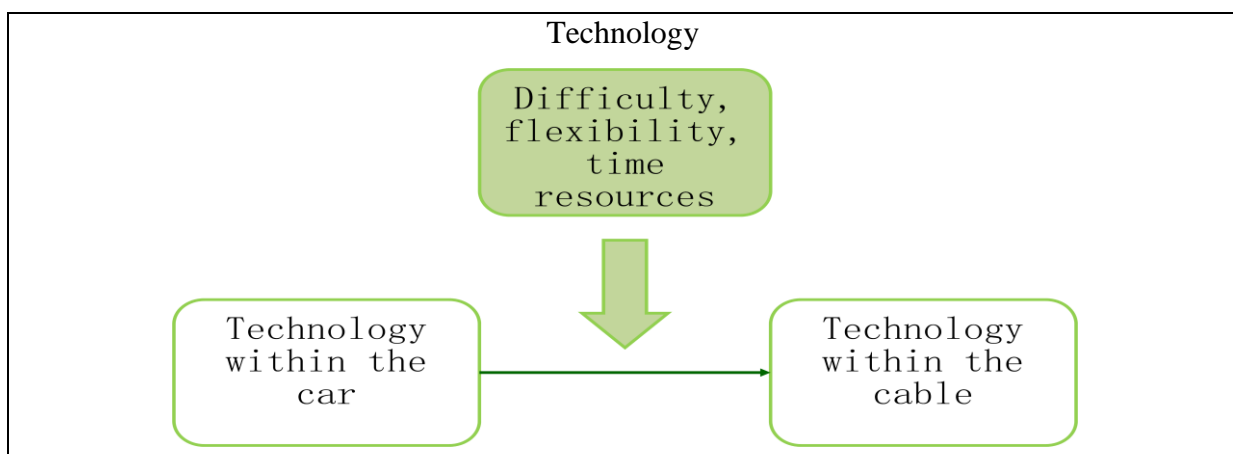 Technology
Difficulty,
flexibility,
time
resources
Technology
within the
car
Technology
within the
cable